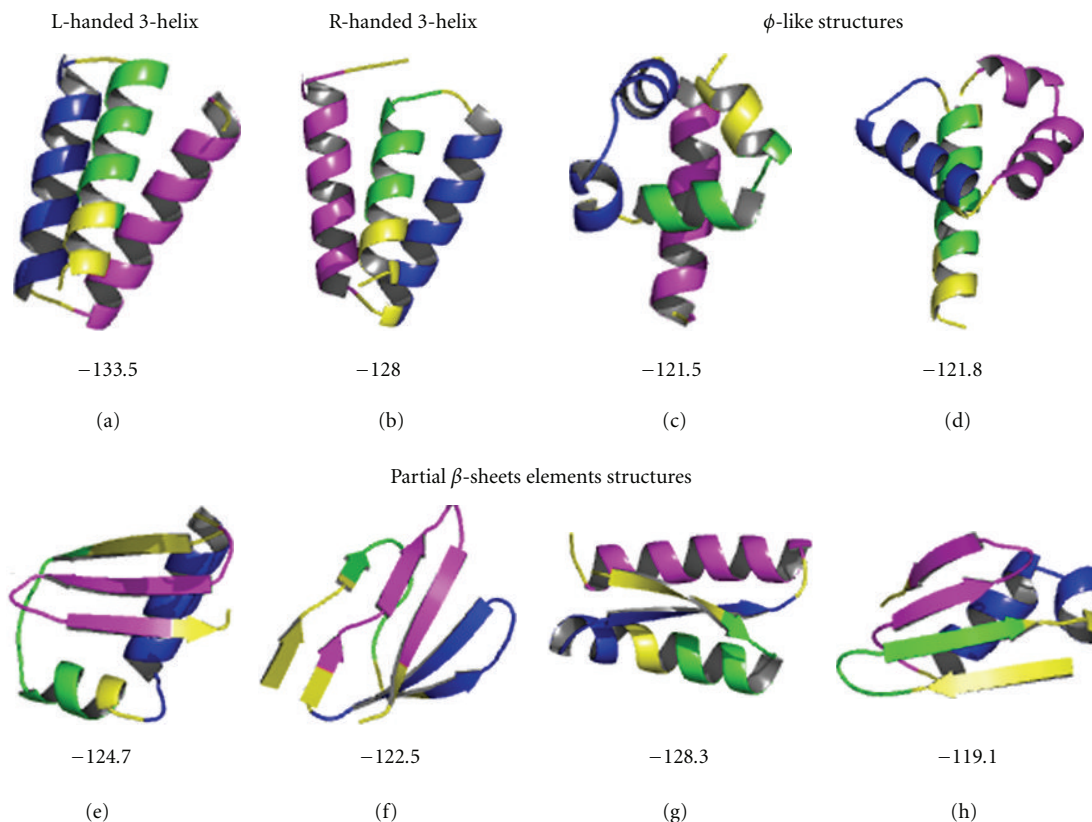 L-handed 3-helix R-handed 3-helix ϕ-like structures
−133.5 −128 −121.5 −121.8
(a) (b) (c) (d)
Partial β-sheets elements structures
−124.7 −122.5 −128.3 −119.1
(e) (f) (g) (h)